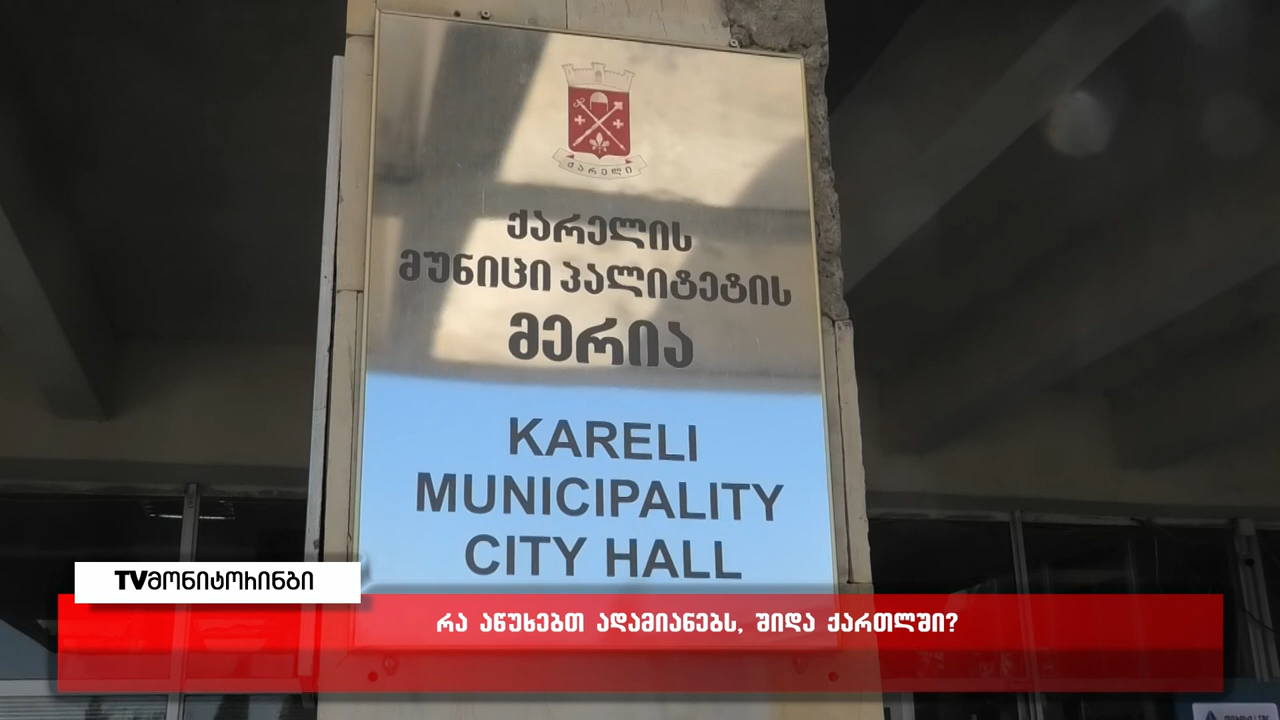 ქარელი
ქარელის
მუნიციპალიტეტის
მერია
KARELI
MUNICIPALITY
CITY HALL
TVმონიტორინგი
რა აწუხებთ ადამიანებს, შიდა ქართლში?